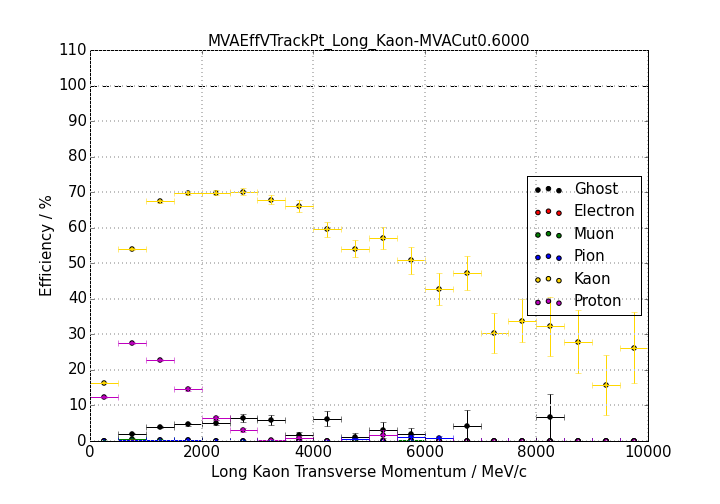 MVAEffVTrackPt_Long_Kaon-MVACut0.6000
110
100
90
80
70
60
50
40
30
20
10
0
Efficiency / %
Ghost
Electron
Muon
Pion
Kaon
Proton
0 2000 4000 6000 8000 10000
Long Kaon Transverse Momentum / MeV/c